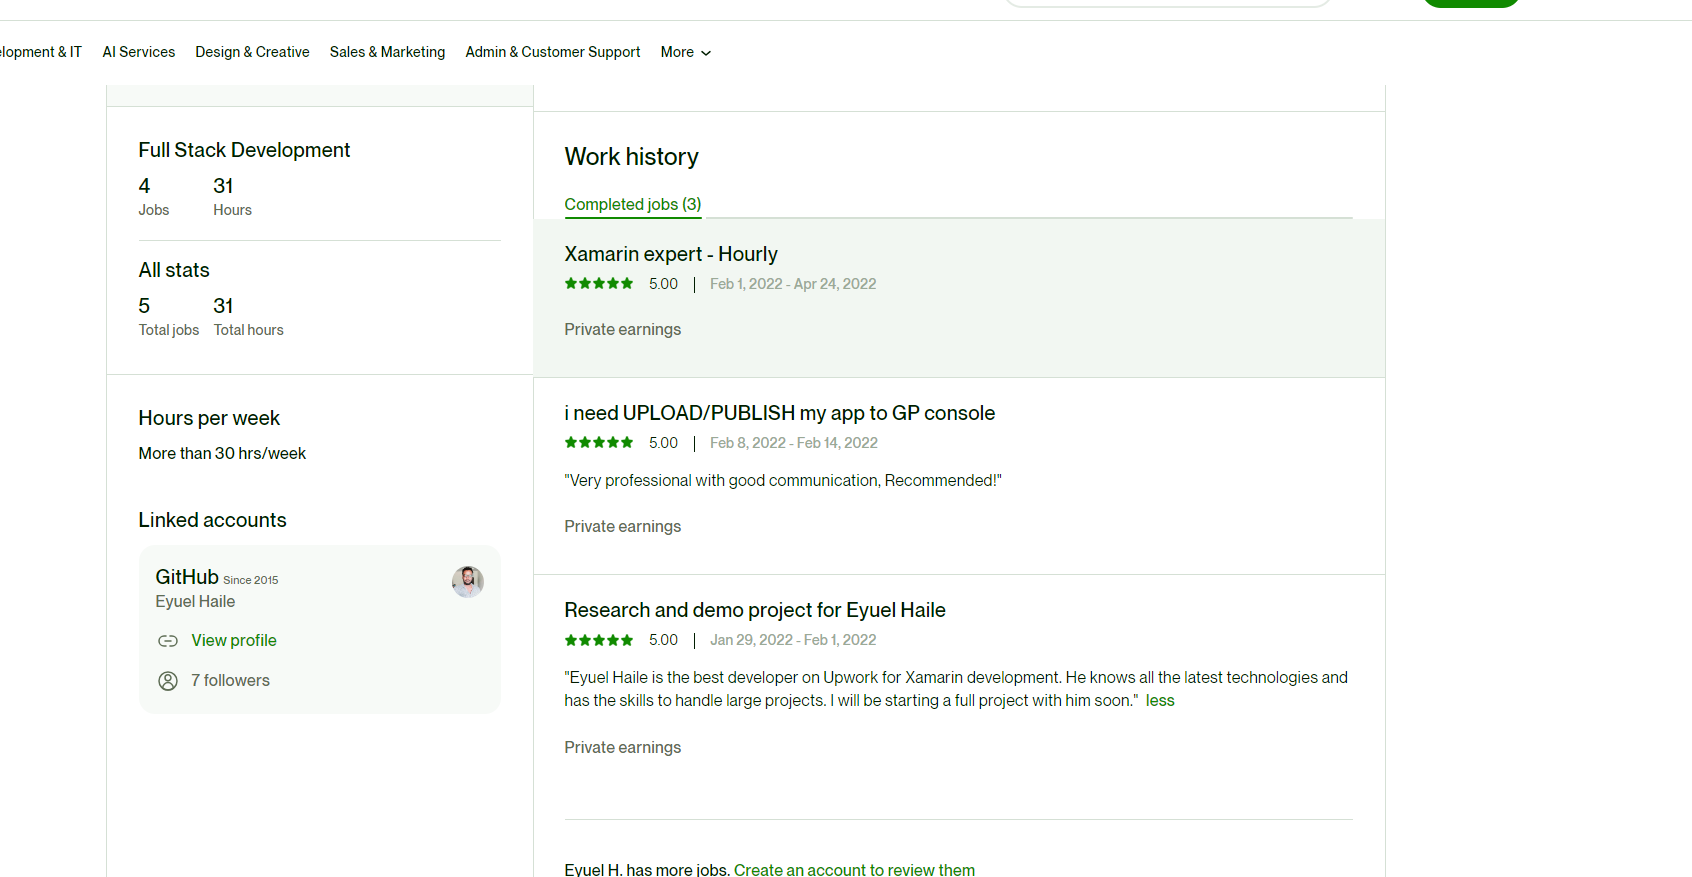 elopment & IT AI Services Design & Creative Sales & Marketing Admin & Customer Support More
Full Stack Development
4 31
Jobs Hours
All stats
5 31
Total jobs Total hours
Hours per week
More than 30 hrs/week
Linked accounts
GitHub Since 2015
Eyuel Haile
View profile
7 followers
Work history
Completed jobs (3)
Xamarin expert - Hourly
5.00 | Feb 1, 2022 - Apr 24, 2022
Private earnings
i need UPLOAD/PUBLISH my app to GP console
5.00 | Feb 8, 2022 - Feb 14, 2022
"Very professional with good communication, Recommended!"
Private earnings
Research and demo project for Eyuel Haile
5.00 | Jan 29, 2022 - Feb 1, 2022
"Eyuel Haile is the best developer on Upwork for Xamarin development. He knows all the latest technologies and
has the skills to handle large projects. I will be starting a full project with him soon." less
Private earnings
Eyuel H. has more jobs. Create an account to review them